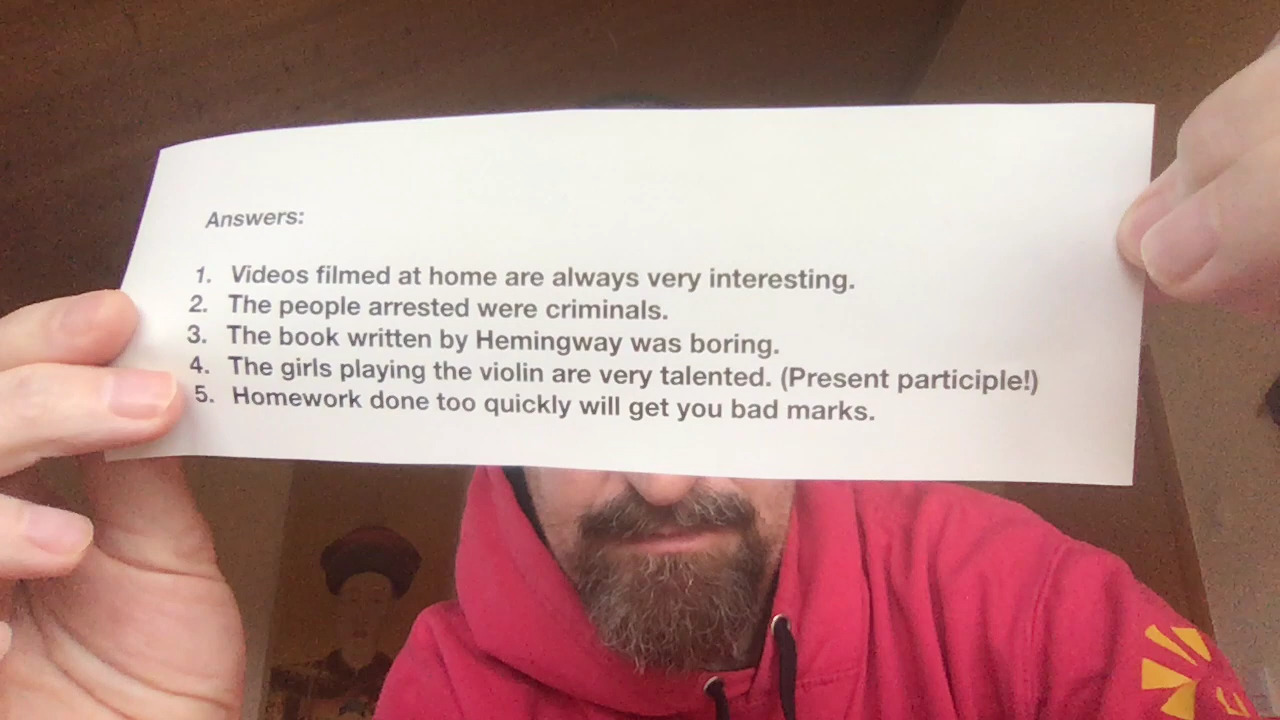 Answers:
1. Videos filmed at home are always very interesting.
2. The people arrested were criminals.
3. The book written by Hemingway was boring.
4. The girls playing the violin are very talented. (Present participle!)
5. Homework done too quickly will get you bad marks.